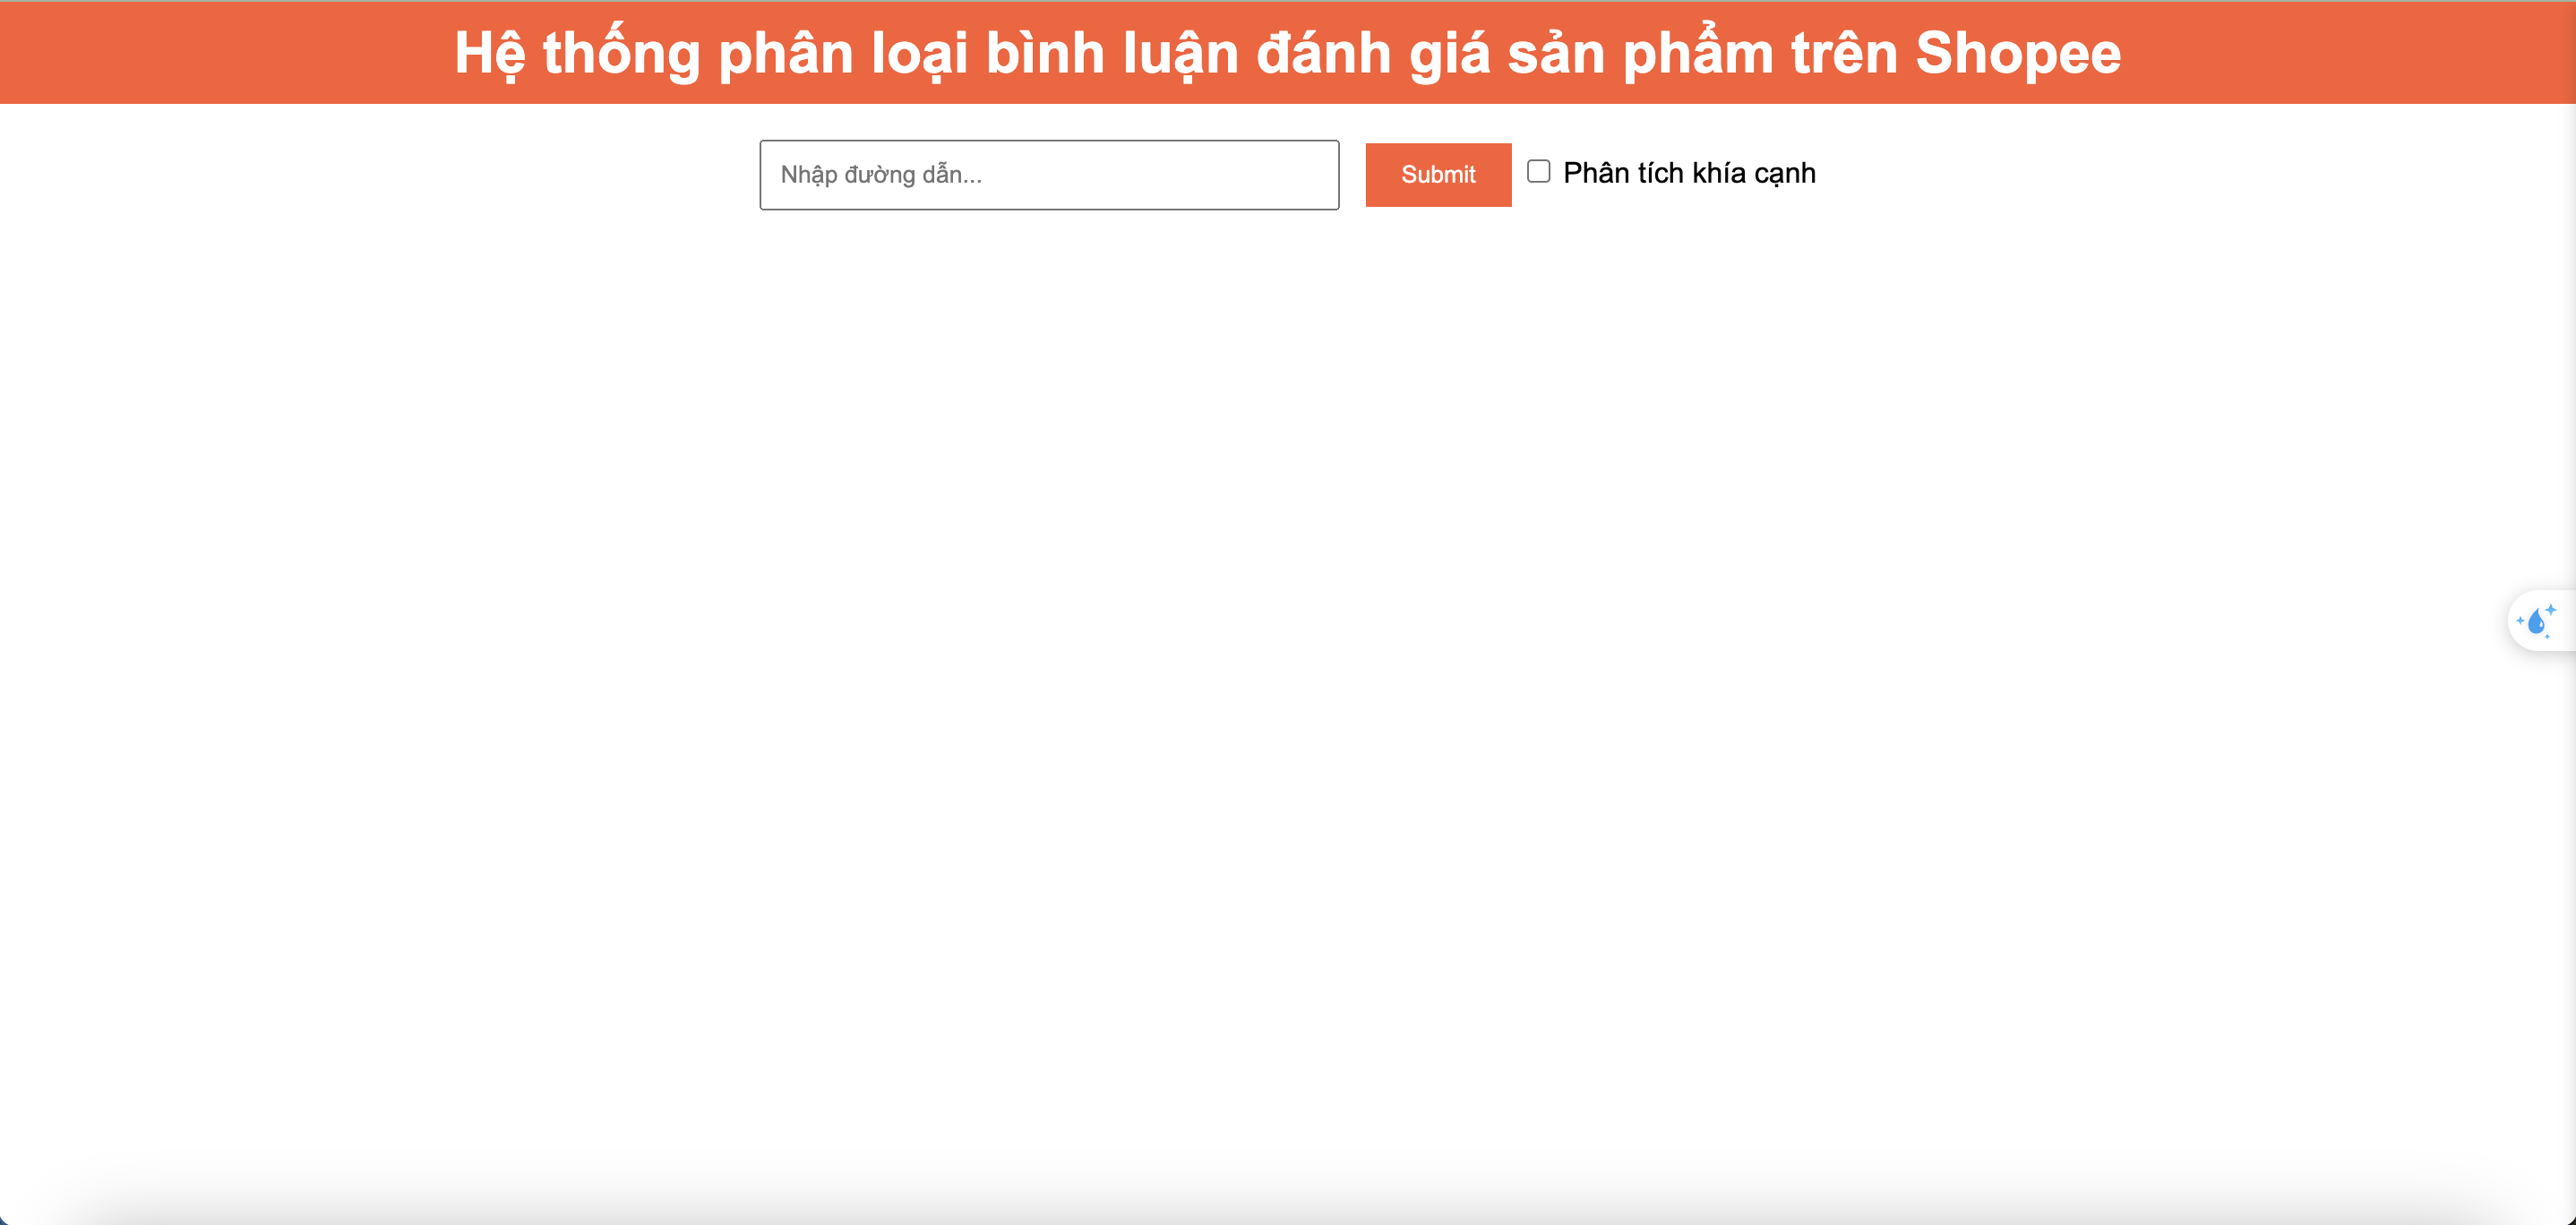 Hệ thống phân loại bình luận đánh giá sản phẩm trên Shopee
Nhập đường dẫn... Submit Phân tích khía cạnh